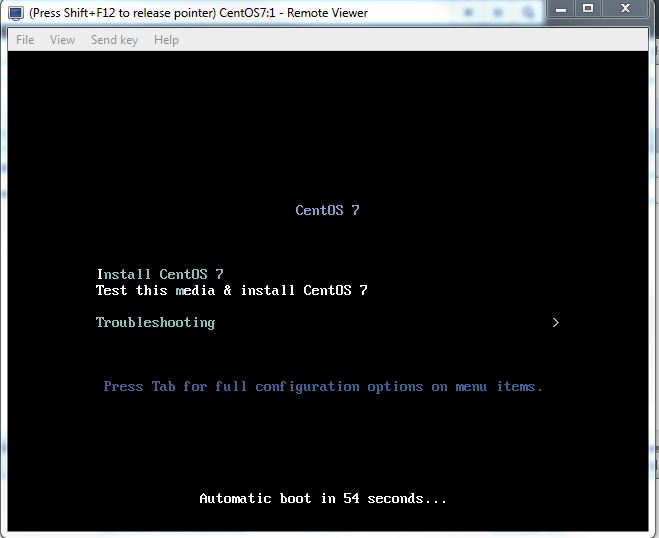 (Press Shift+F12 to release pointer) CentOS7:1 - Remote Viewer
File View Send key Help
CentOS 7
Install CentOS 7
Test this media & install CentOS 7
Troubleshooting >
Press Tab for full configuration options on menu items.
Automatic boot in 54 seconds...